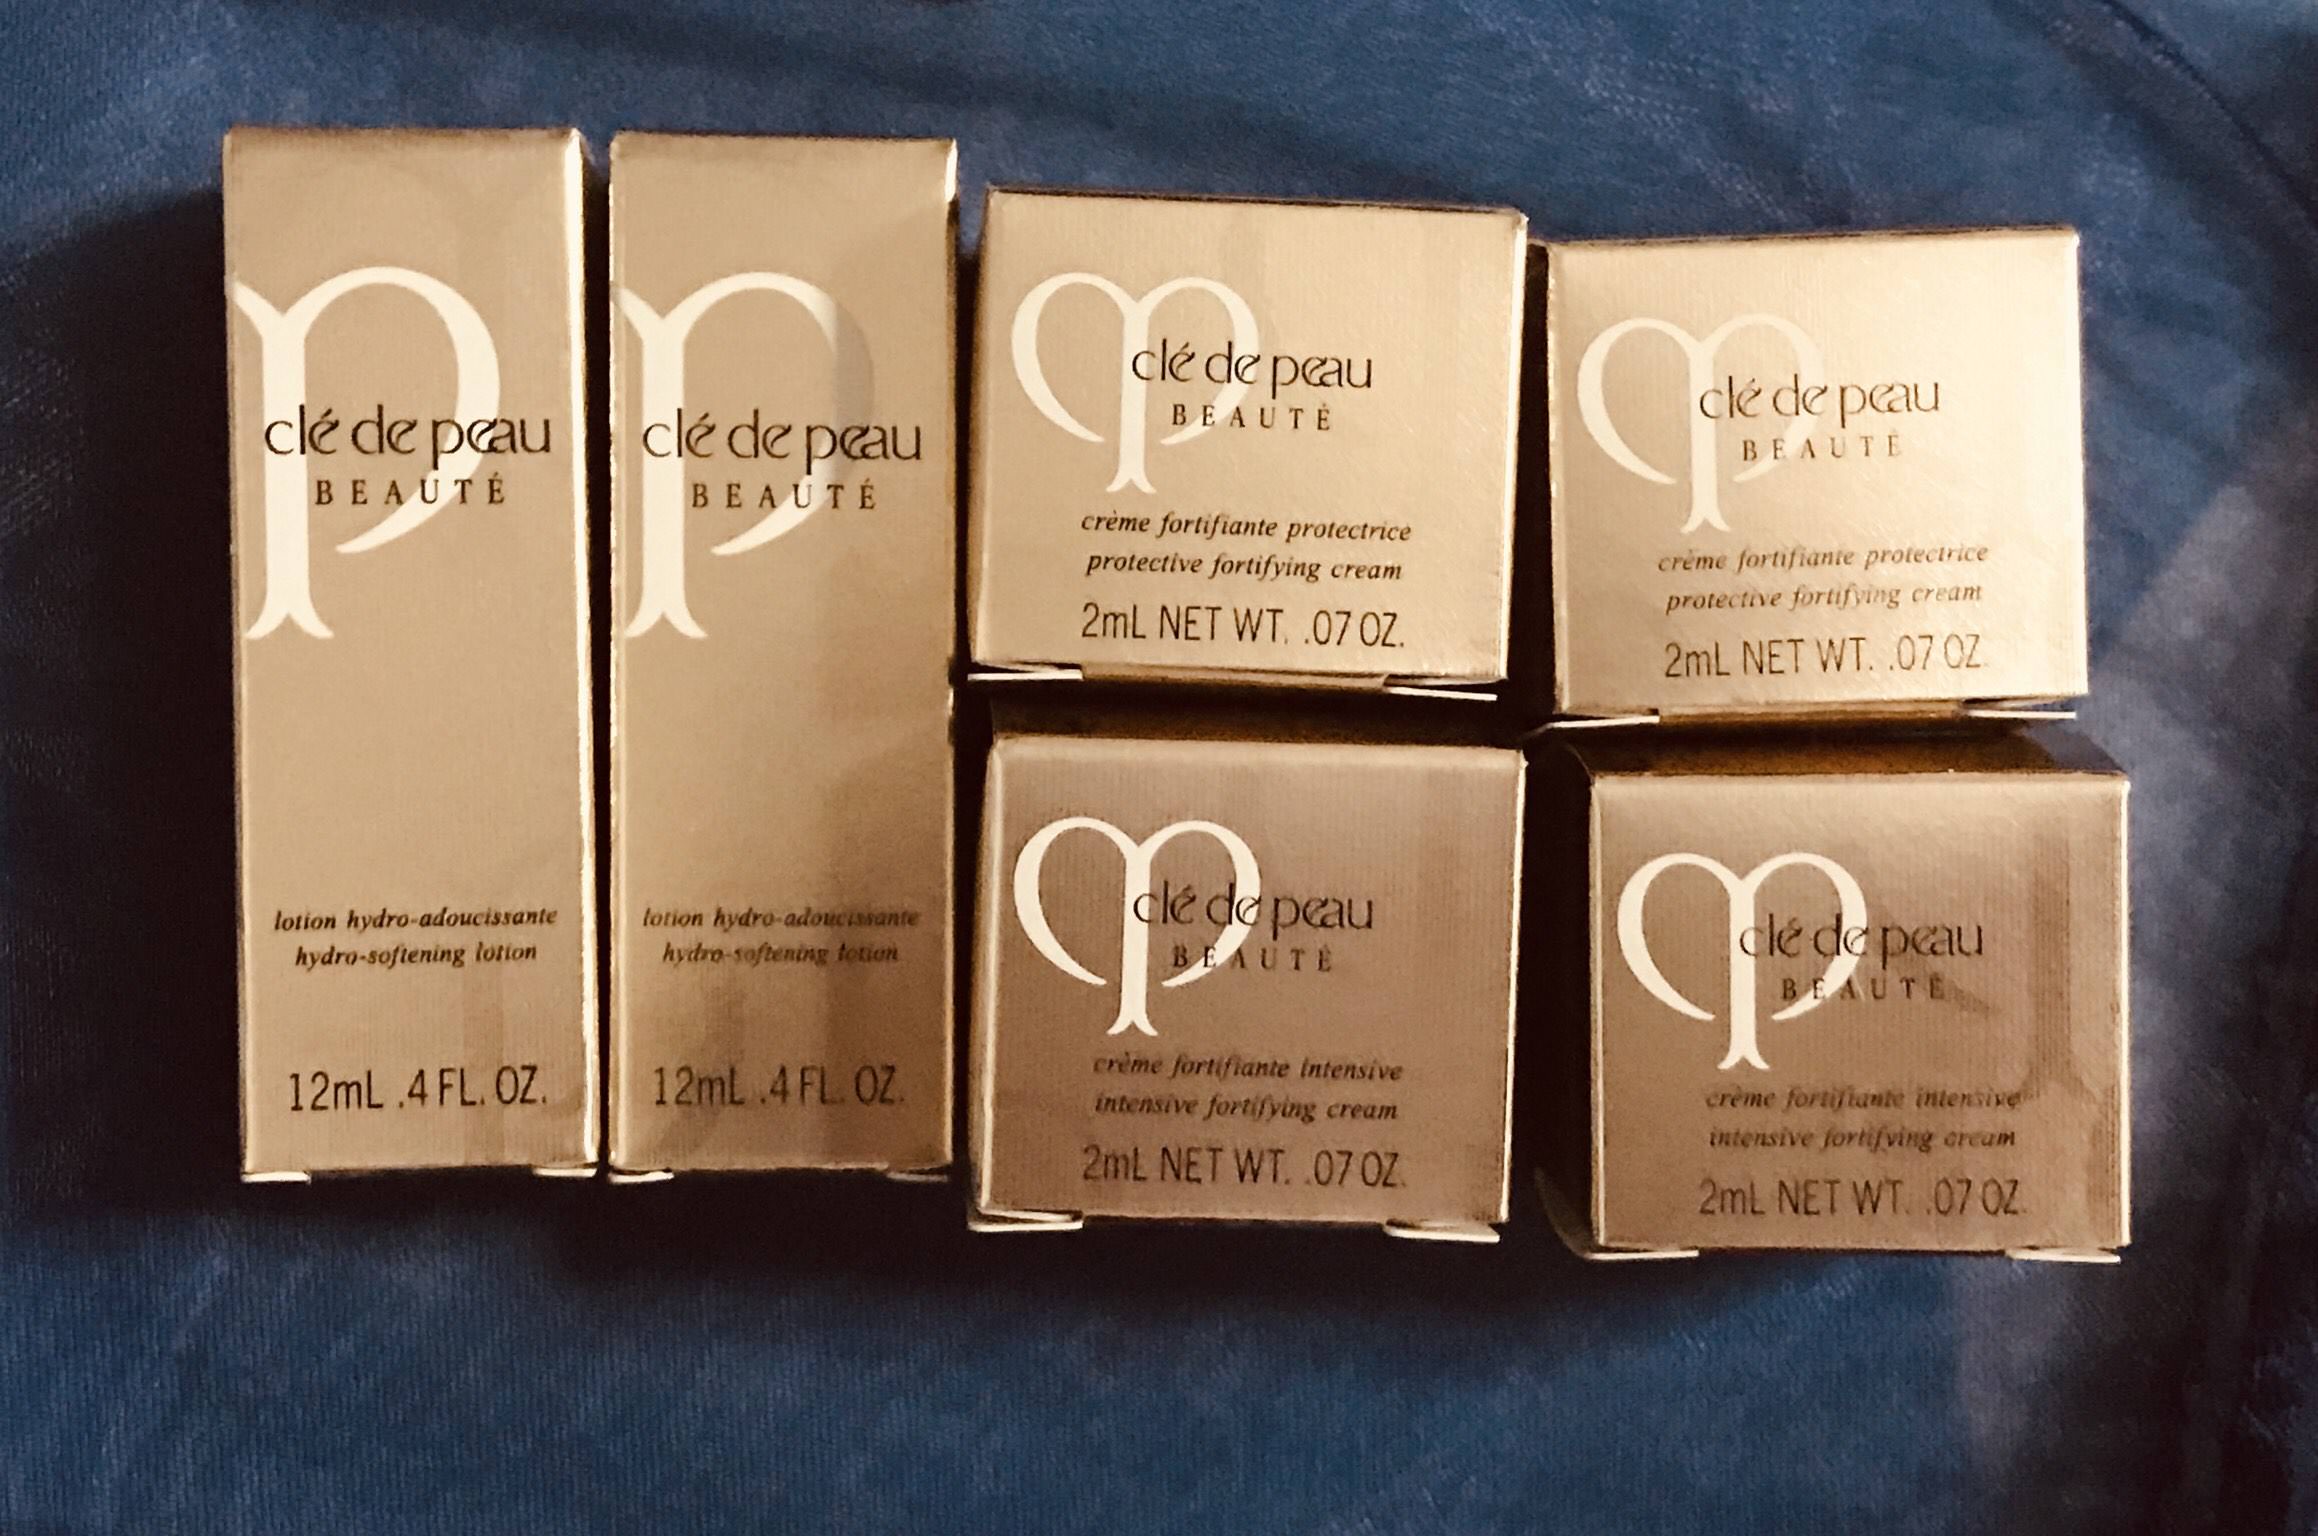 clé de peau
BEAUTÉ
lotion hydro-adoucissante
hydro-softening lotion
12mL .4 FL. OZ.
clé de peau
BEAUTÉ
lotion hydro-adoucissante
hydro-softening lotion
12mL .4 FL. OZ.
clé de peau
BEAUTÉ
crème fortifiante protectrice
protective fortifying cream
2mL NET WT. .07 OZ.
clé de peau
BEAUTÉ
crème fortifiante protectrice
protective fortifying cream
2mL NET WT. .07 OZ.
clé de peau
BEAUTÉ
crème fortifiante intensive
intensive fortifying cream
2mL NET WT. .07 OZ.
clé de peau
BEAUTÉ
crème fortifiante intensive
intensive fortifying cream
2mL NET WT. .07 OZ.